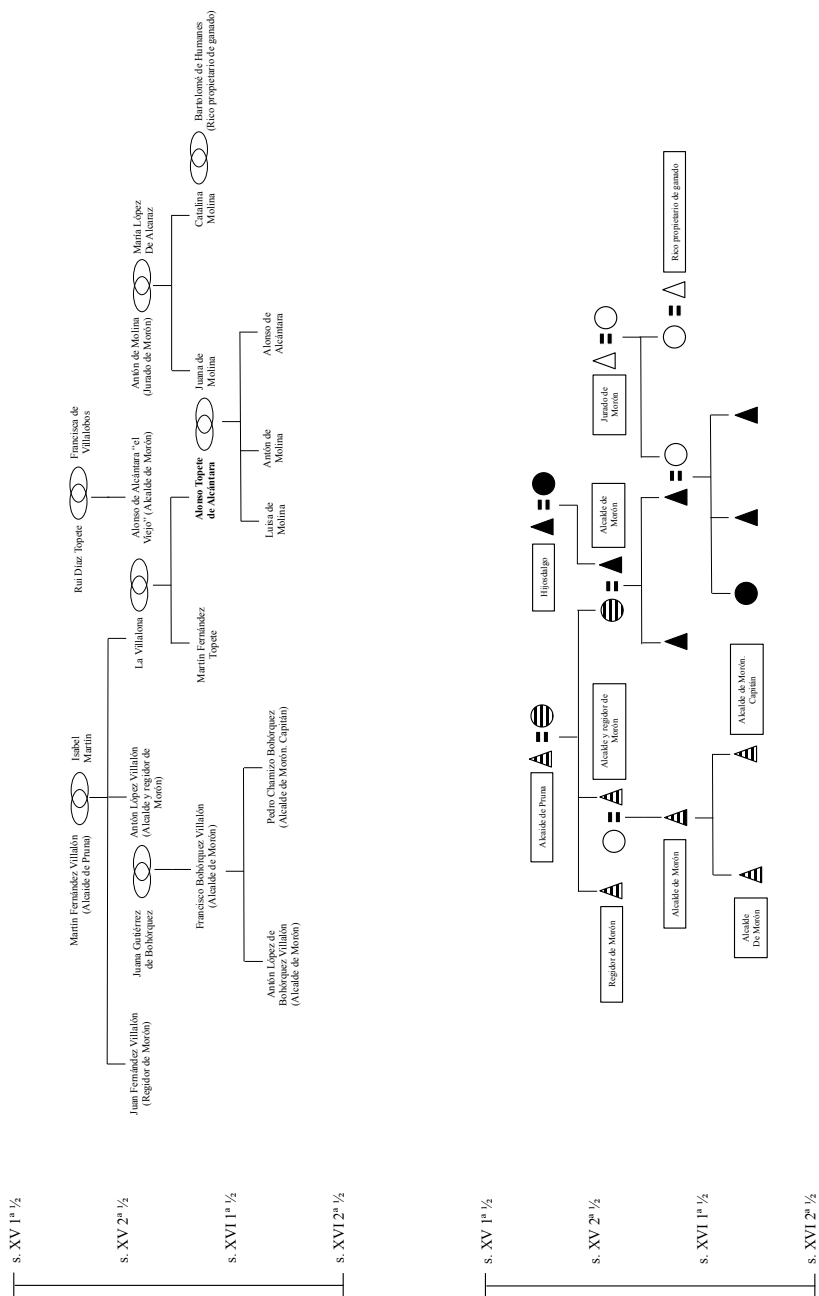 s. XV 1ª ½
s. XV 2ª ½
s. XVI 1ª ½
s. XVI 2ª ½
Martín Fernández Villalón
(Alcaide de Pruna)
Isabel
Martín
Rui Díaz Topete
Francisca de
Villalobos
Juan Fernández Villalón
(Regidor de Morón)
Juana Gutiérrez
de Bohórquez
Antón López Villalón
(Alcalde y regidor de
Morón)
La Villalona
Alonso de Alcántara "el
Viejo" (Alcalde de Morón)
Antón de Molina
(Jurado de Morón)
María López
De Alcaraz
Francisco Bohórquez Villalón
(Alcalde de Morón)
Martín Fernández
Topete
Alonso Topete
de Alcántara
Juana de
Molina
Catalina
Molina
Bartolomé de Humanes
(Rico propietario de ganado)
Antón López de
Bohórquez Villalón
(Alcalde de Morón)
Pedro Chamizo Bohórquez
(Alcalde de Morón. Capitán)
Luisa de
Molina
Antón de
Molina
Alonso de
Alcántara
s. XV 1ª ½
s. XV 2ª ½
s. XVI 1ª ½
s. XVI 2ª ½
Alcaide de Pruna
Hijosdalgo
Regidor de Morón
Alcalde y regidor de
Morón
Alcalde de
Morón
Jurado de
Morón
Alcalde de Morón
Rico propietario de ganado
Alcalde
De Morón
Alcalde de Morón.
Capitán